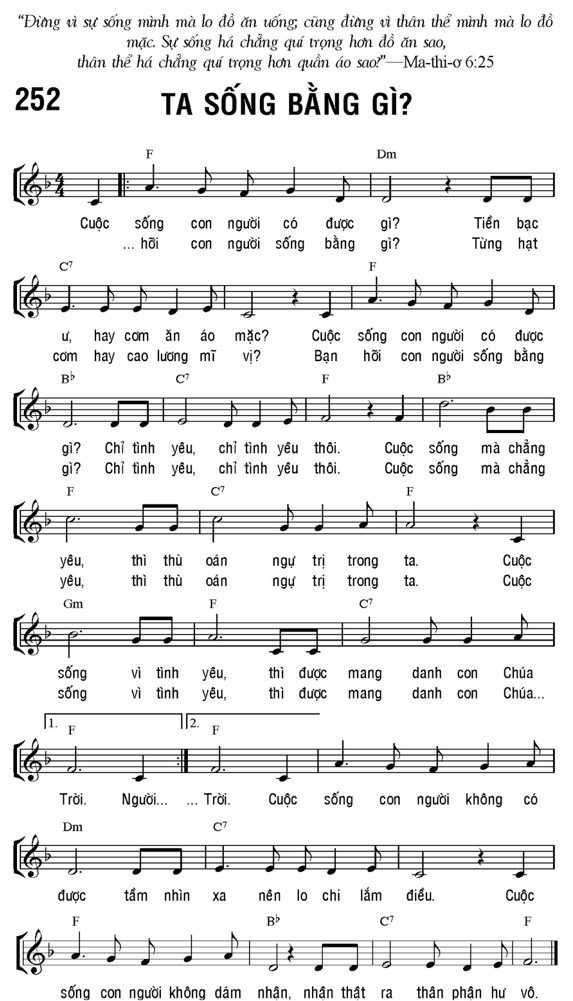 “Đừng vì sự sống mình mà lo đồ ăn uống; cũng đừng vì thân thể mình mà lo đồ
mặc. Sự sống há chẳng quí trọng hơn đồ ăn sao,
thân thể há chẳng quí trọng hơn quần áo sao?”—Ma-thi-ơ 6:25
252 TA SỐNG BẰNG GÌ?
F Dm
4
4
Cuộc sống con người có được gì? Tiền bạc
... hõi con người sống bằng gì? Từng hạt
C7 F
ư, hay cơm ăn áo mặc? Cuộc sống con người có được
cơm hay cao lương mĩ vị? Bạn hõi con người sống bằng
Bb C7 F Bb
gì? Chỉ tình yêu, chỉ tình yêu thôi. Cuộc sống mà chẳng
gì? Chỉ tình yêu, chỉ tình yêu thôi. Cuộc sống mà chẳng
F C7 F
yêu, thì thù oán ngự trị trong ta. Cuộc
yêu, thì thù oán ngự trị trong ta. Cuộc
Gm F C7
sống vì tình yêu, thì được mang danh con Chúa
sống vì tình yêu, thì được mang danh con Chúa...
1. F 2. F
Trời. Người... ... Trời. Cuộc sống con người không có
Dm C7
được tầm nhìn xa nên lo chi lắm điều. Cuộc
F Bb C7 F
sống con người không dám nhận, nhận thật ra thân phận hư vô.